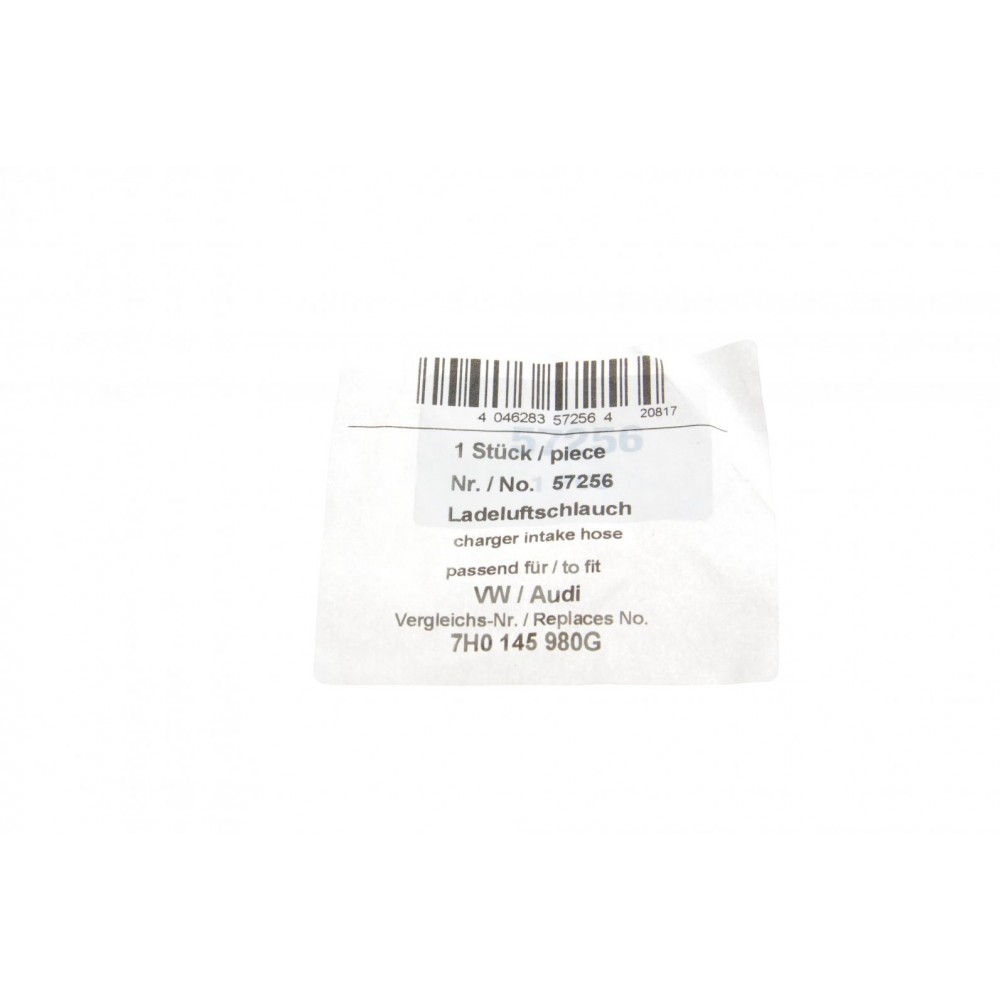 4 046283 57256 4 20817
1 Stück / piece
57256
Nr. / No. 57256
Ladeluftschlauch
charger intake hose
passend für / to fit
VW / Audi
Vergleichs-Nr. / Replaces No.
7H0 145 980G